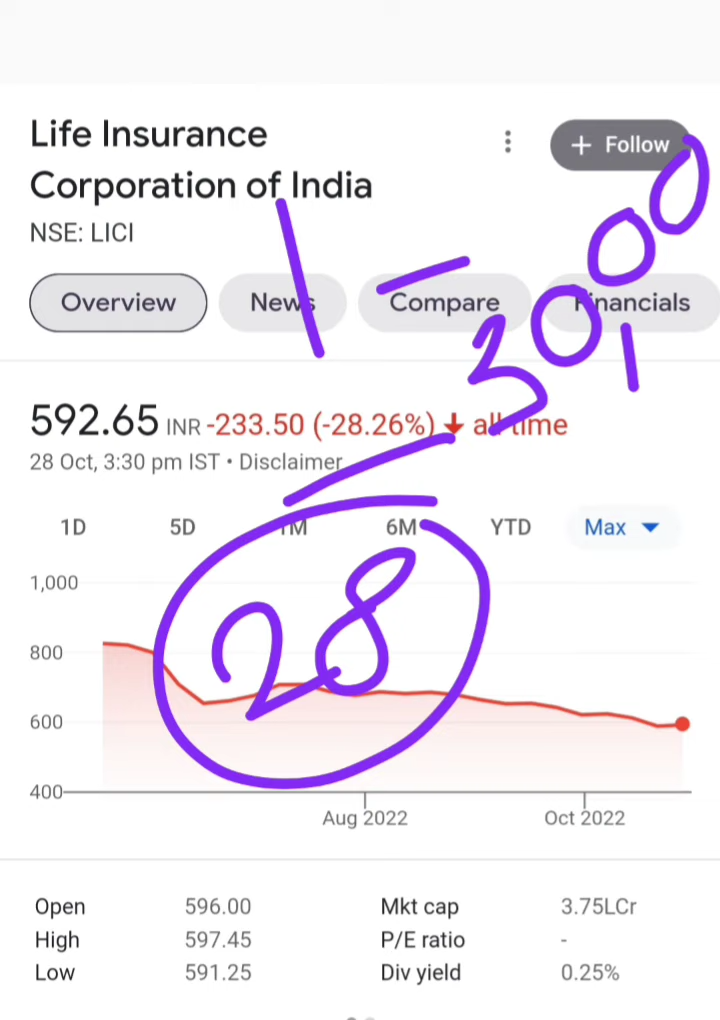 Life Insurance
Corporation of India
+ Follow
NSE: LICI
Overview News Compare Financials
1 - 3000
592.65 INR -233.50 (-28.26%) ↓ all time
28 Oct, 3:30 pm IST • Disclaimer
1D 5D 1M 6M YTD Max
28
1,000
800
600
400
Aug 2022 Oct 2022
Open 596.00 Mkt cap 3.75LCr
High 597.45 P/E ratio -
Low 591.25 Div yield 0.25%